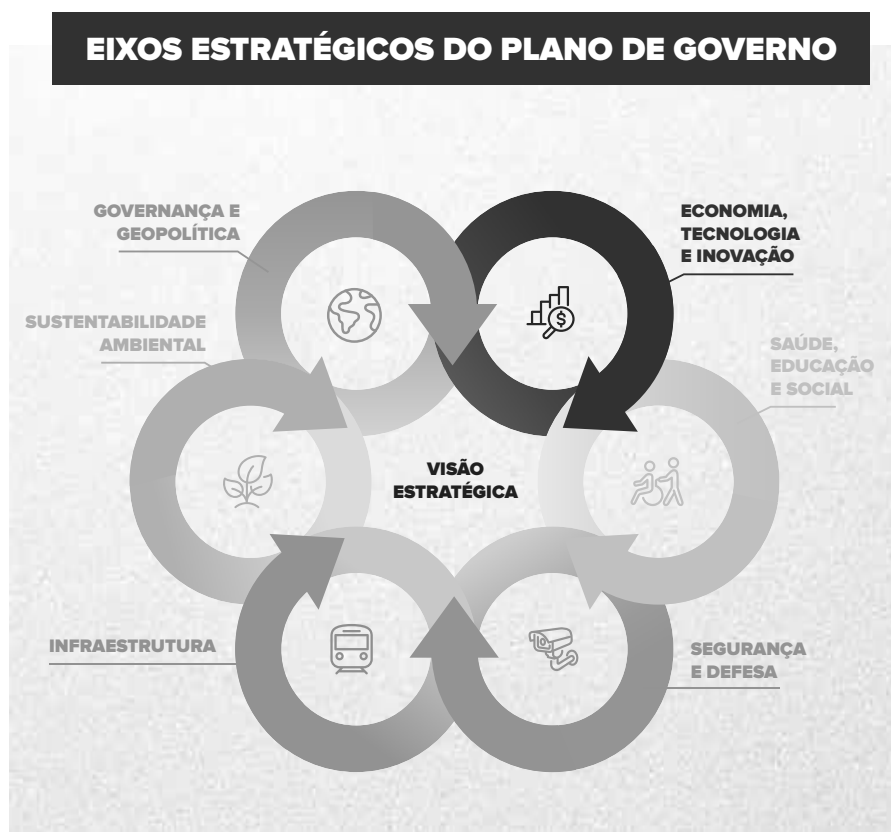 EIXOS ESTRATÉGICOS DO PLANO DE GOVERNO
GOVERNANÇA E
GEOPOLÍTICA
ECONOMIA,
TECNOLOGIA
E INOVAÇÃO
SUSTENTABILIDADE
AMBIENTAL
SAÚDE,
EDUCAÇÃO
E SOCIAL
VISÃO
ESTRATÉGICA
INFRAESTRUTURA
SEGURANÇA
E DEFESA
$